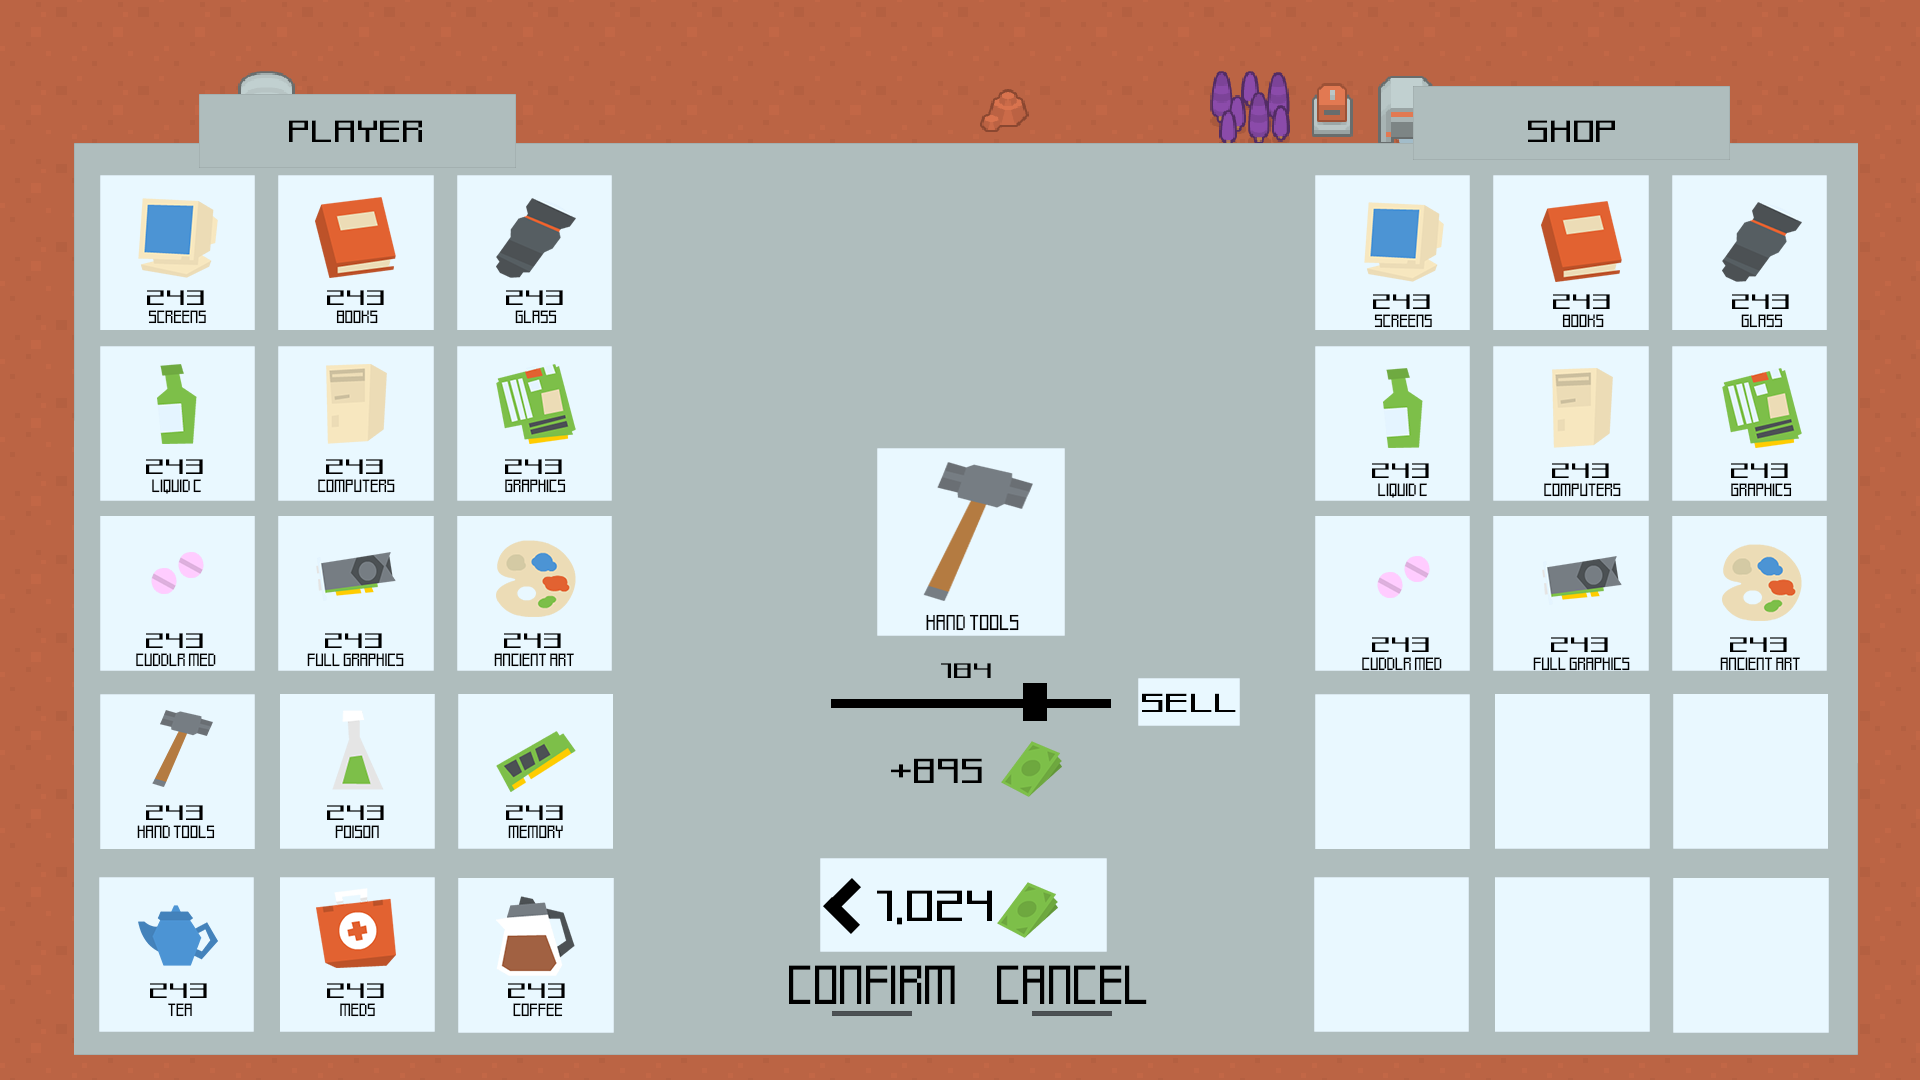 PLAYER
SHOP
243
SCREENS
243
BOOKS
243
GLASS
243
LIQUID C
243
COMPUTERS
243
GRAPHICS
243
CUDDLR MED
243
FULL GRAPHICS
243
ANCIENT ART
243
HAND TOOLS
243
POISON
243
MEMORY
243
TEA
243
MEDS
243
COFFEE
HAND TOOLS
184
SELL
+895
1.024
CONFIRM CANCEL
243
SCREENS
243
BOOKS
243
GLASS
243
LIQUID C
243
COMPUTERS
243
GRAPHICS
243
CUDDLR MED
243
FULL GRAPHICS
243
ANCIENT ART